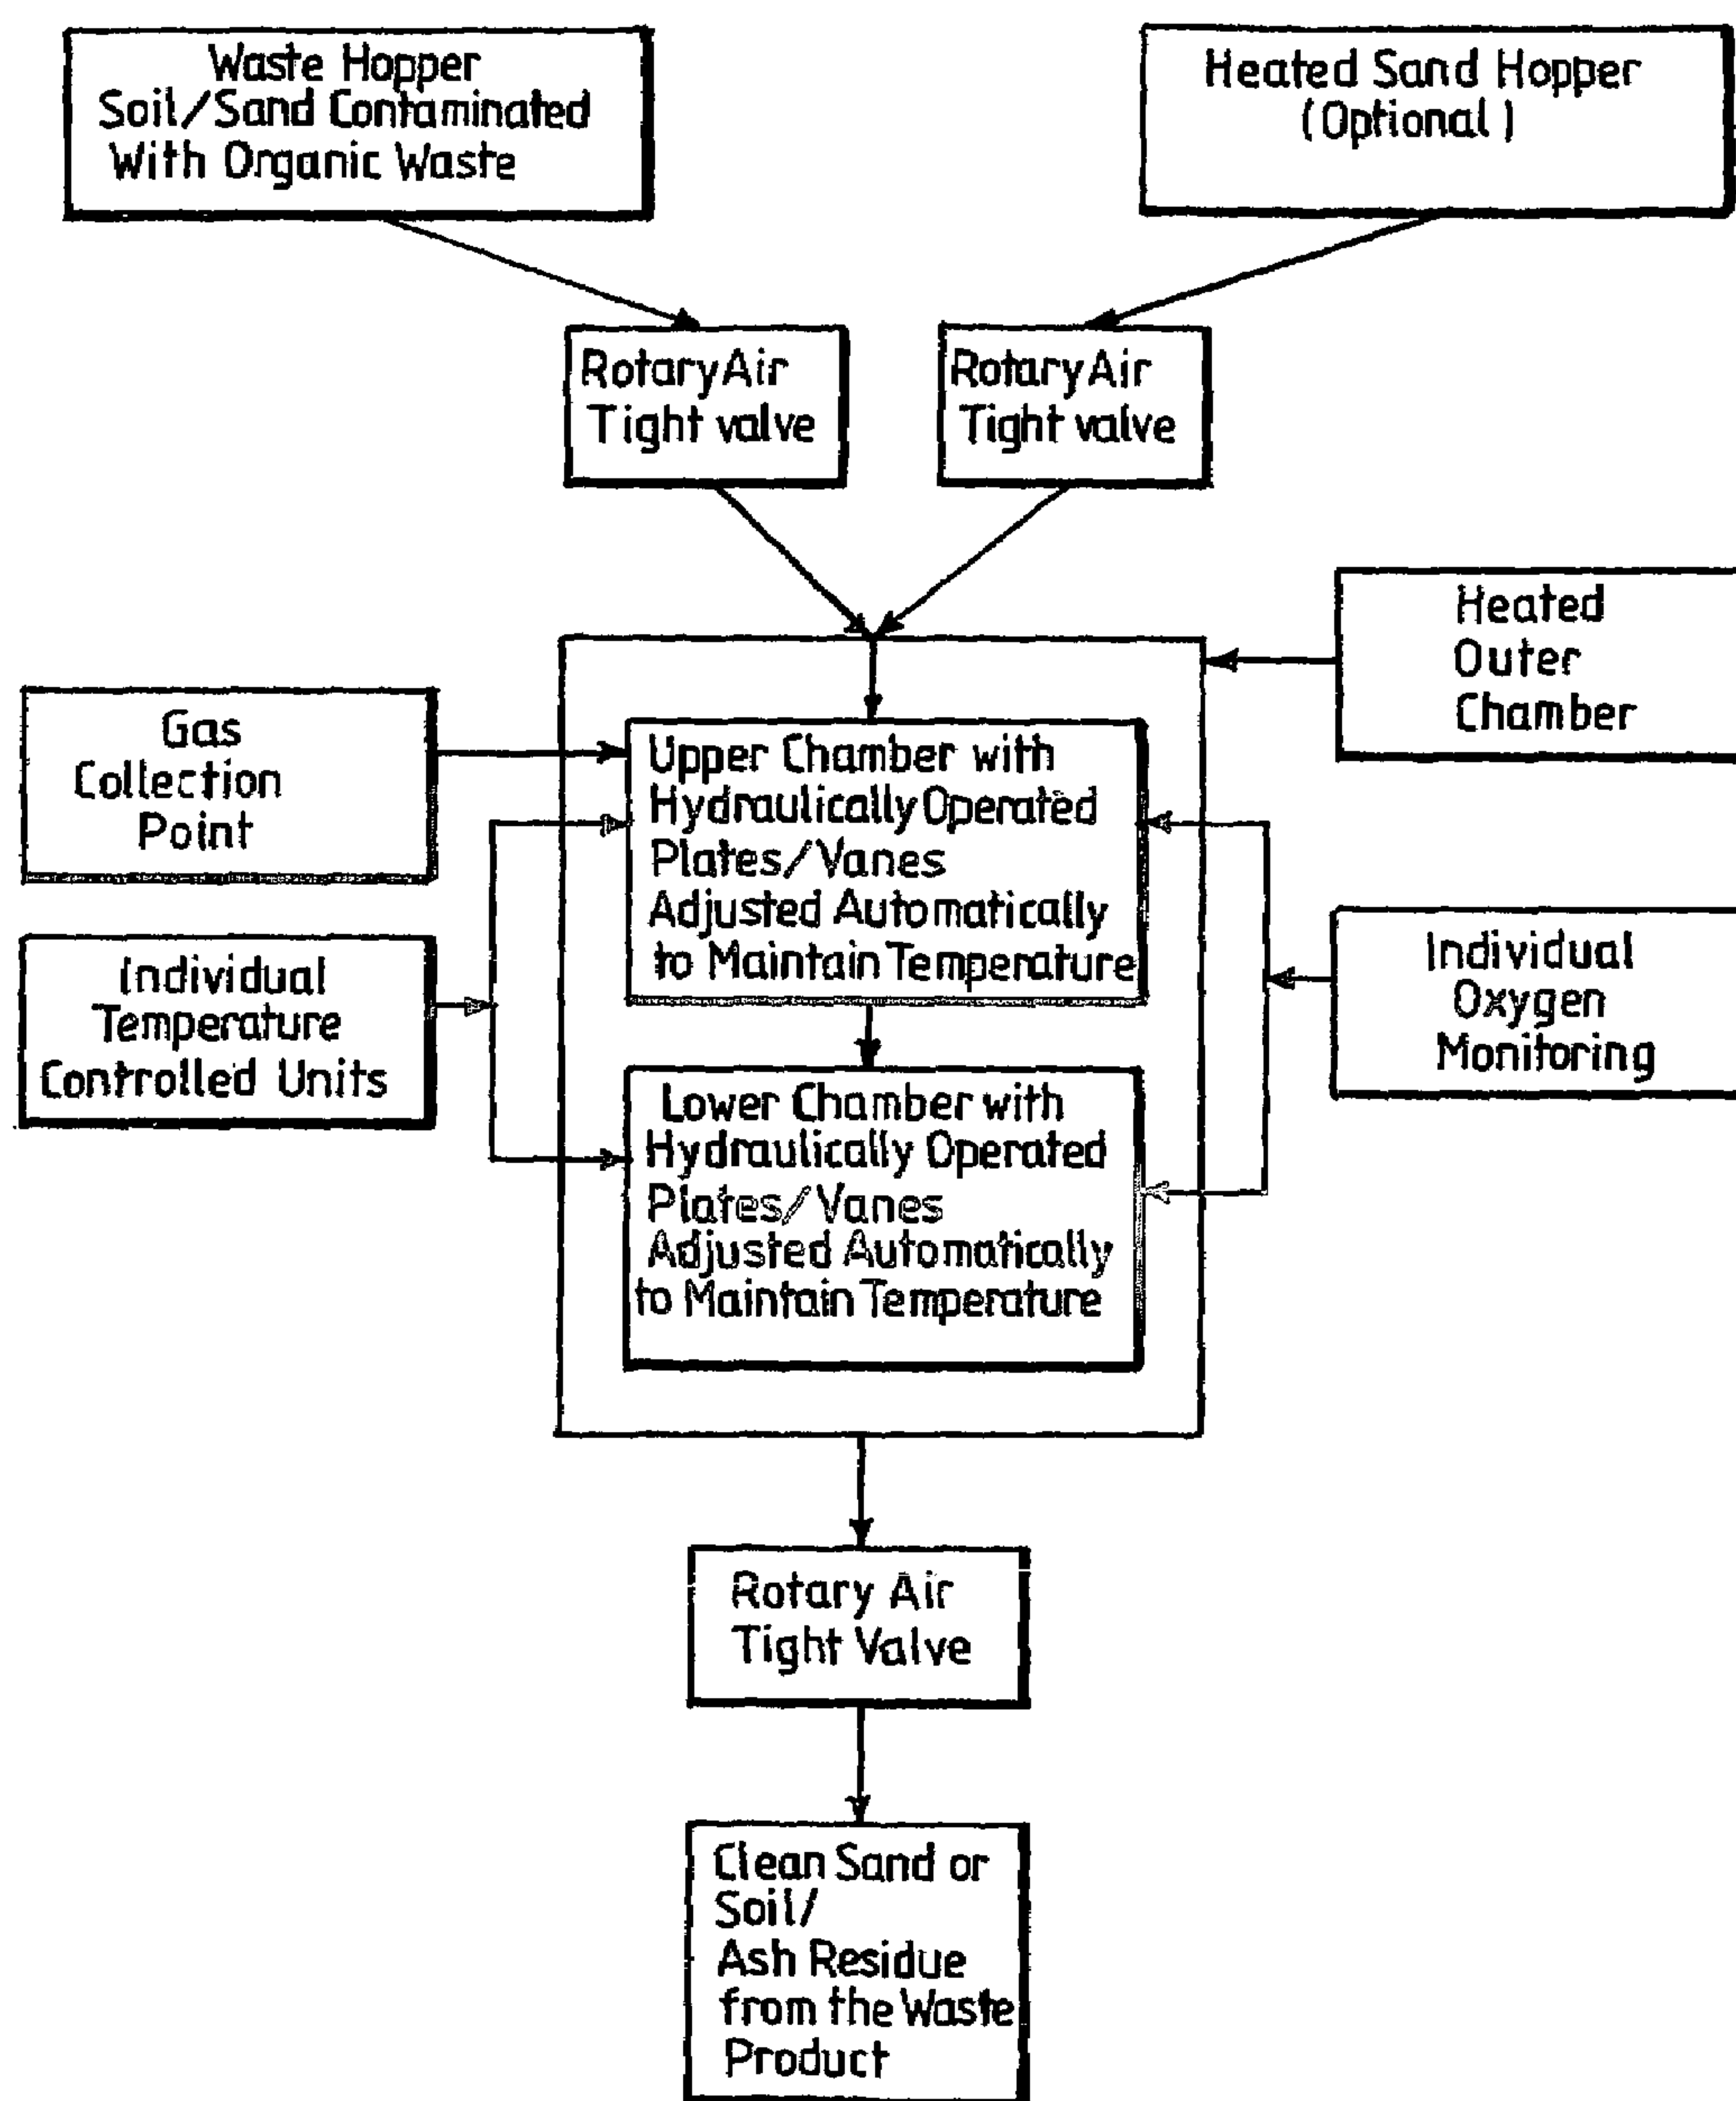 Waste Hopper
Soil/Sand Contaminated
With Organic Waste
Heated Sand Hopper
(Optional)
Rotary Air
Tight valve
Rotary Air
Tight valve
Heated
Outer
Chamber
Gas
Collection
Point
Upper Chamber with
Hydraulically Operated
Plates/Vanes
Adjusted Automatically
to Maintain Temperature
Individual
Temperature
Controlled Units
Individual
Oxygen
Monitoring
Lower Chamber with
Hydraulically Operated
Plates/Vanes
Adjusted Automatically
to Maintain Temperature
Rotary Air
Tight Valve
Clean Sand or
Soil/
Ash Residue
from the Waste
Product